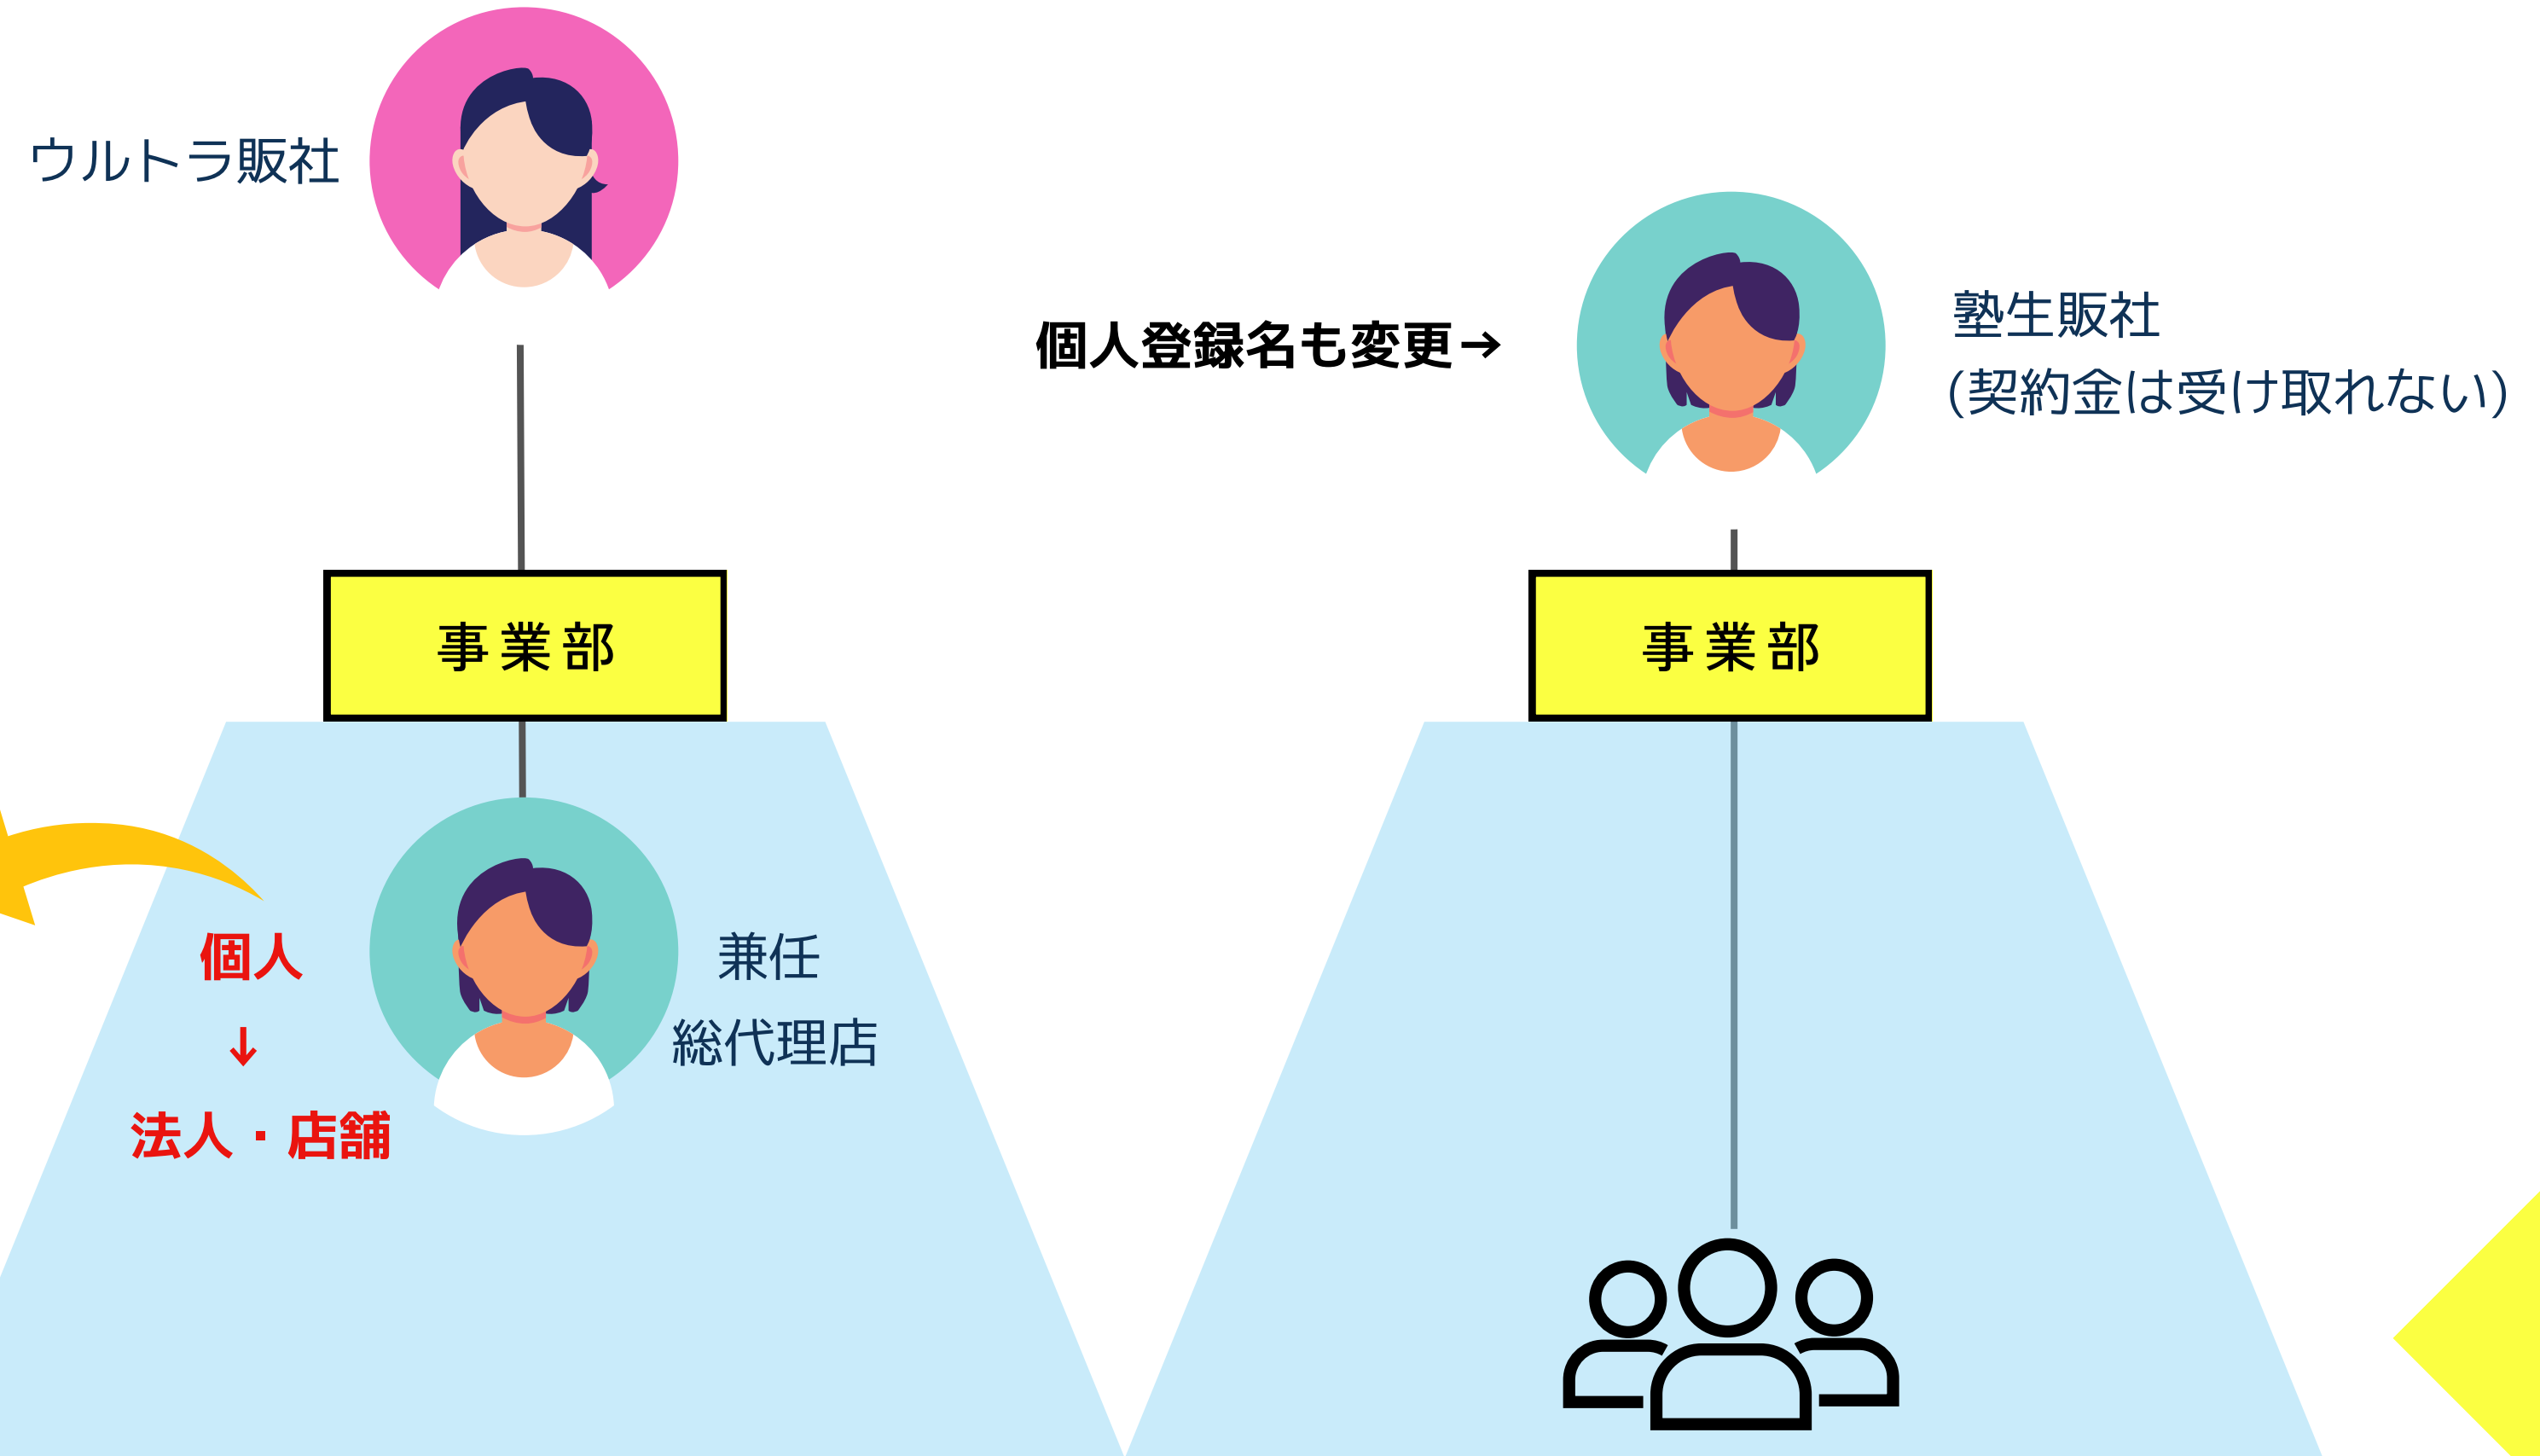 ウルトラ販社
個人登録名も変更→
塾生販社
(契約金は受け取れない)
事業部
事業部
個人
↓
法人・店舗
兼任
総代理店